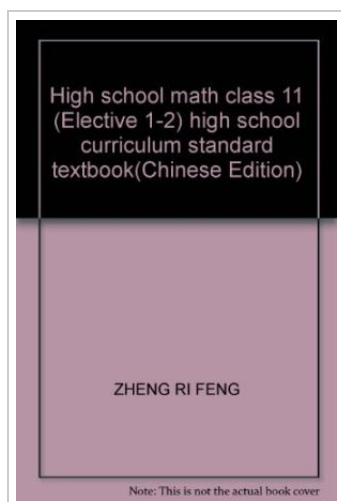 High school math class 11
(Elective 1-2) high school
curriculum standard
textbook(Chinese Edition)
ZHENG RI FENG
Note: This is not the actual book cover